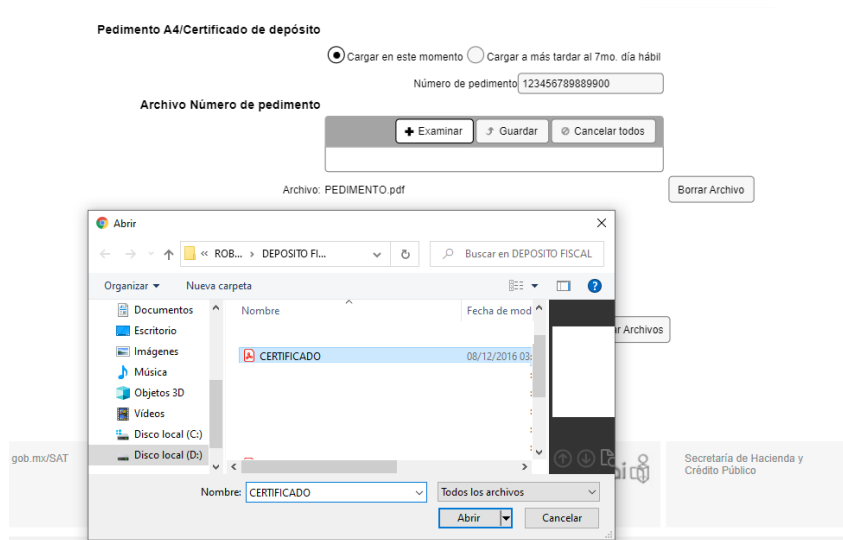 Pedimento A4/Certificado de depósito
Cargar en este momento Cargar a más tardar al 7mo. día hábil
Número de pedimento 123456789889900
Archivo Número de pedimento
Examinar Guardar Cancelar todos
Archivo: PEDIMENTO.pdf Borrar Archivo
Abrir
« ROB... > DEPOSITO FI... Buscar en DEPOSITO FISCAL
Organizar Nueva carpeta
Documentos Nombre Fecha de mod
Escritorio
r Archivos
Imágenes CERTIFICADO 08/12/2016 03:
Música
Objetos 3D
Vídeos
Disco local (C:)
gob.mx/SAT Disco local (D:) Secretaría de Hacienda y
Crédito Público
Nombre: CERTIFICADO Todos los archivos
Abrir Cancelar